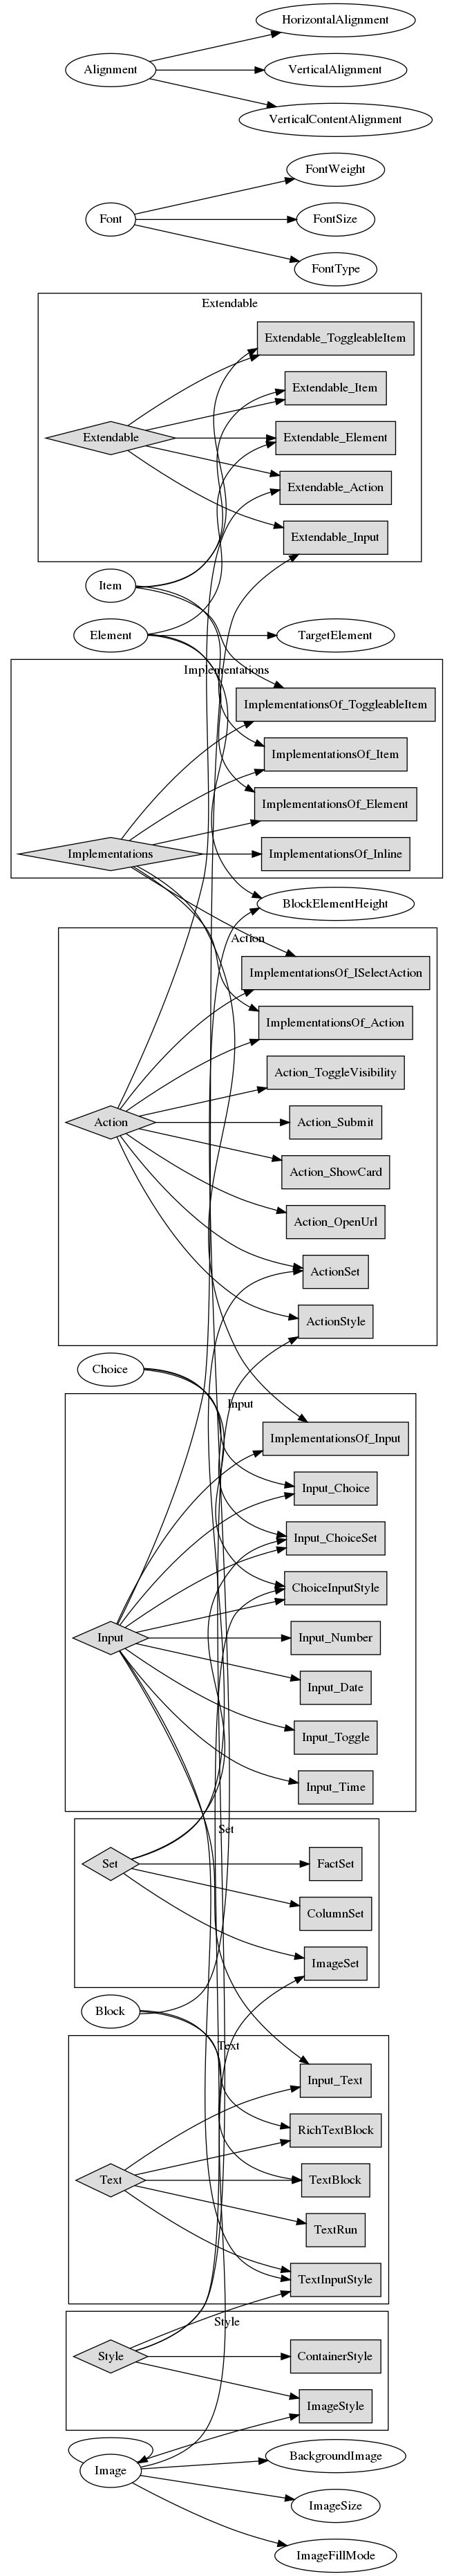 HorizontalAlignment
Alignment
VerticalAlignment
VerticalContentAlignment
FontWeight
Font
FontSize
FontType
Extendable
Extendable_ToggleableItem
Extendable_Item
Extendable
Extendable_Element
Extendable_Action
Extendable_Input
Item
Element
TargetElement
Implementations
ImplementationsOf_ToggleableItem
ImplementationsOf_Item
ImplementationsOf_Element
Implementations
ImplementationsOf_Inline
BlockElementHeight
Action
ImplementationsOf_ISelectAction
ImplementationsOf_Action
Action_ToggleVisibility
Action
Action_Submit
Action_ShowCard
Action_OpenUrl
ActionSet
ActionStyle
Choice
Input
ImplementationsOf_Input
Input_Choice
Input_ChoiceSet
ChoiceInputStyle
Input
Input_Number
Input_Date
Input_Toggle
Input_Time
Set
Set
FactSet
ColumnSet
ImageSet
Block
Text
Input_Text
RichTextBlock
Text
TextBlock
TextRun
TextInputStyle
Style
Style
ContainerStyle
ImageStyle
BackgroundImage
Image
ImageSize
ImageFillMode